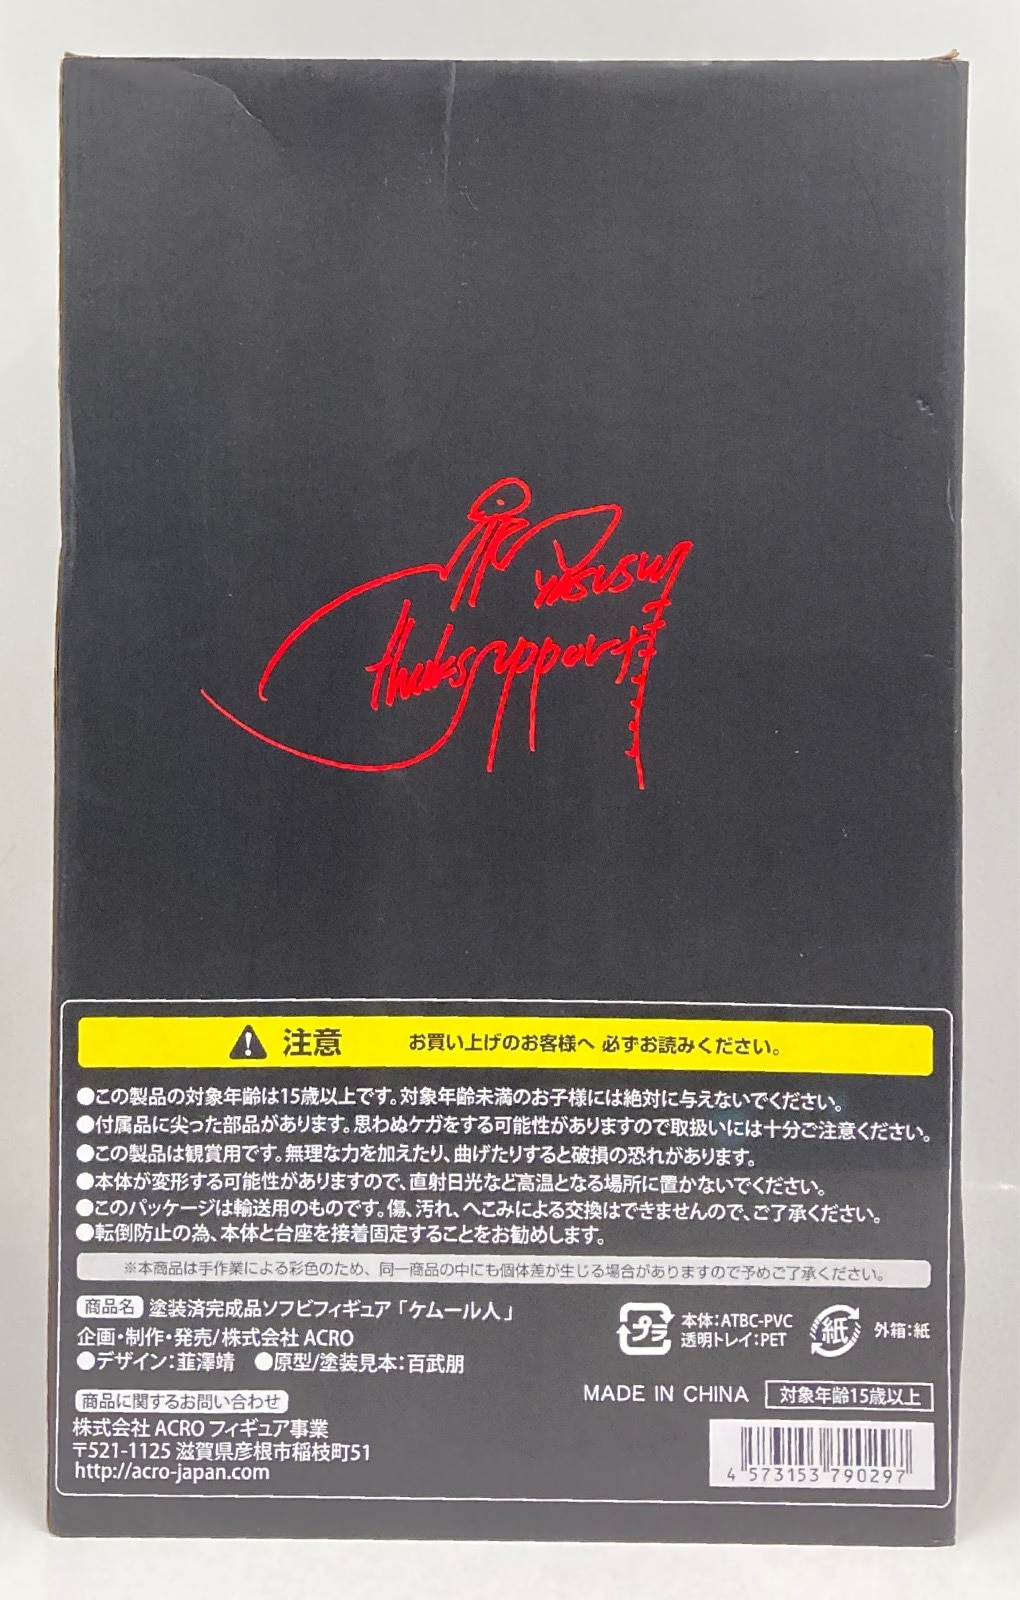 thanksupport
注意 お買い上げのお客様へ 必ずお読みください。
●この製品の対象年齢は15歳以上です。対象年齢未満のお子様には絶対に与えないでください。
●付属品に尖った部品があります。思わぬケガをする可能性がありますので取扱いには十分ご注意ください。
●この製品は観賞用です。無理な力を加えたり、曲げたりすると破損の恐れがあります。
●本体が変形する可能性がありますので、直射日光など高温となる場所に置かないでください。
●このパッケージは輸送用のものです。傷、汚れ、へこみによる交換はできませんので、ご了承ください。
●転倒防止の為、本体と台座を接着固定することをお勧めします。
※本商品は手作業による彩色のため、同一商品の中にも個体差が生じる場合がありますので予めご了承ください。
商品名 塗装済完成品ソフビフィギュア「ケムール人」
企画・制作・発売/株式会社 ACRO
●デザイン:韮澤靖 ●原型/塗装見本:百武朋
プラ 本体:ATBC-PVC
透明トレイ:PET
紙 外箱:紙
MADE IN CHINA 対象年齢15歳以上
商品に関するお問い合わせ
株式会社 ACRO フィギュア事業
〒521-1125 滋賀県彦根市稲枝町51
http://acro-japan.com
4 573153 790297